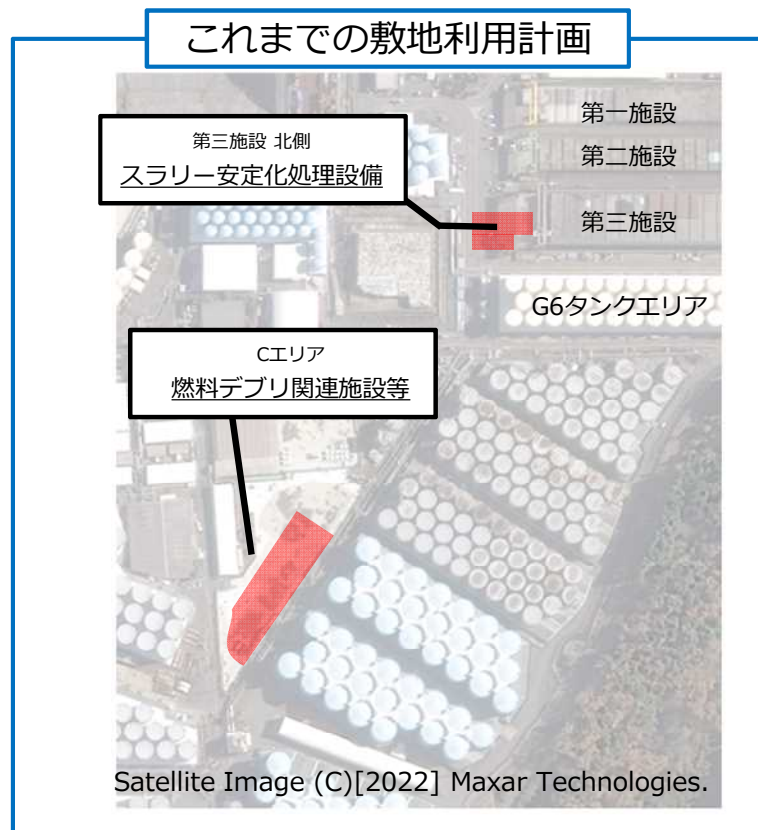 これまでの敷地利用計画
第一施設
第三施設 北側
スラリー安定化処理設備
第二施設
第三施設
G6タンクエリア
Cエリア
燃料デブリ関連施設等
Satellite Image (C)[2022] Maxar Technologies.